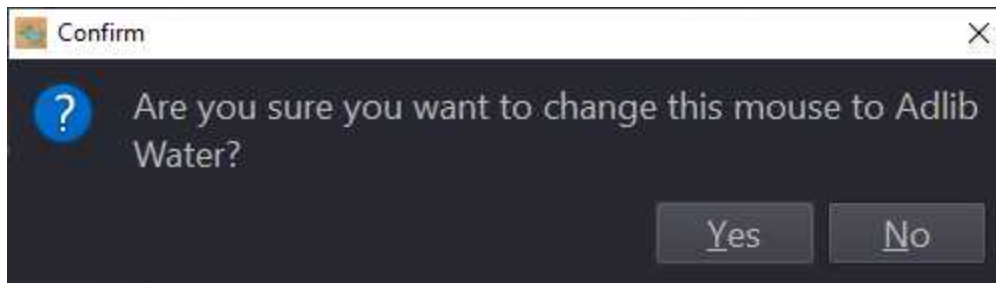 Confirm
Are you sure you want to change this mouse to Adlib
Water?
Yes No